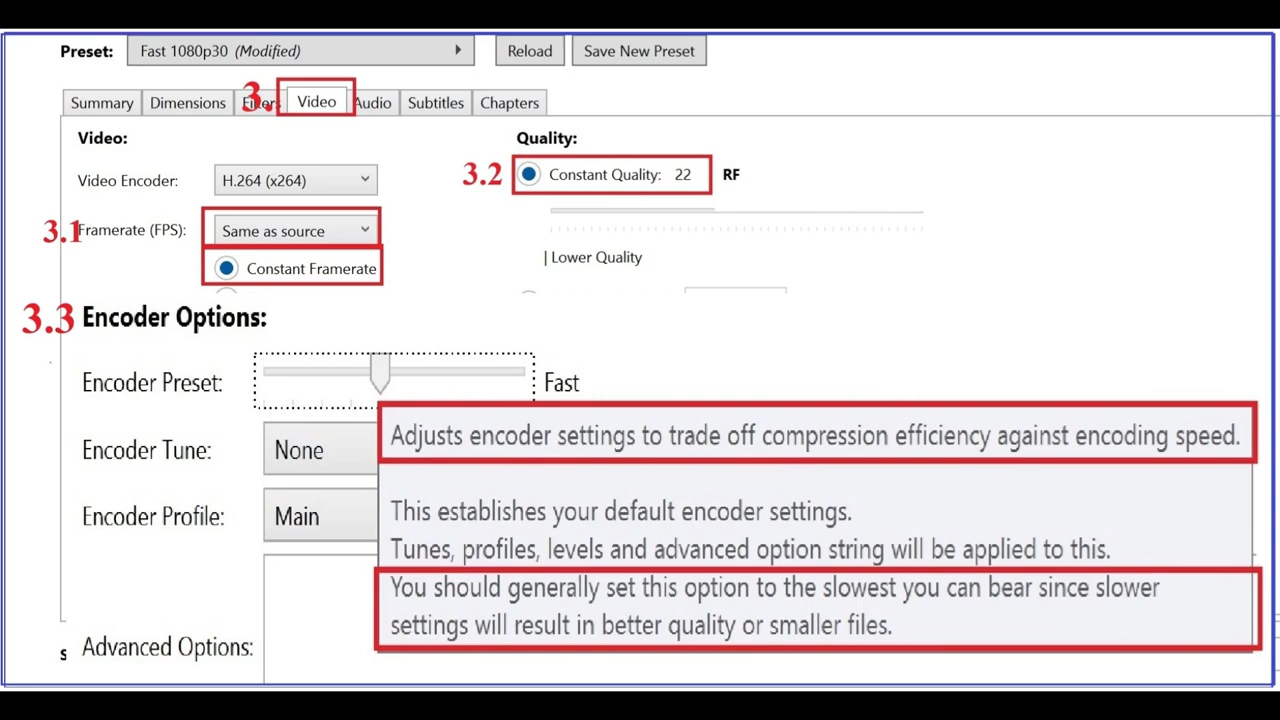 Preset: Fast 1080p30 (Modified) Reload Save New Preset
Summary Dimensions Filters 3. Video Audio Subtitles Chapters
Video: Quality:
Video Encoder: H.264 (x264) 3.2 Constant Quality: 22 RF
3.1 Framerate (FPS): Same as source
| Lower Quality
Constant Framerate
3.3 Encoder Options:
Encoder Preset: Fast
Adjusts encoder settings to trade off compression efficiency against encoding speed.
Encoder Tune: None
This establishes your default encoder settings.
Encoder Profile: Main
Tunes, profiles, levels and advanced option string will be applied to this.
You should generally set this option to the slowest you can bear since slower
settings will result in better quality or smaller files.
S Advanced Options: